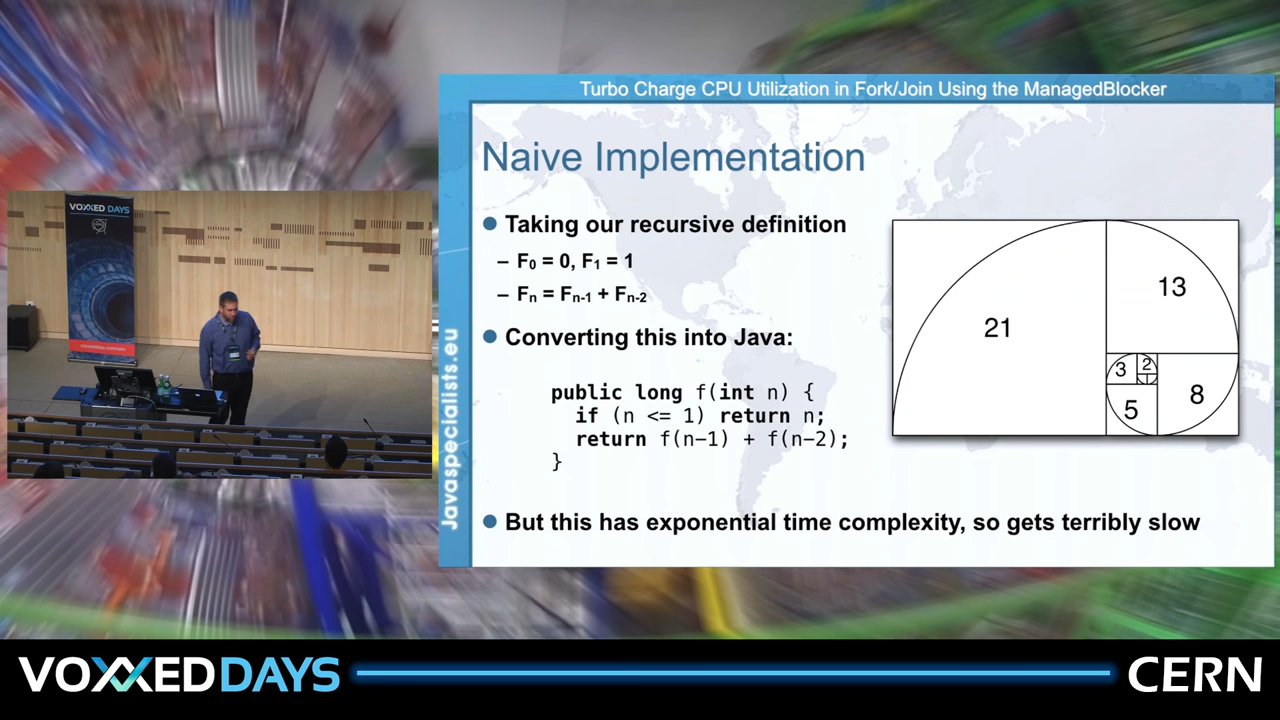 Turbo Charge CPU Utilization in Fork/Join Using the ManagedBlocker
Naive Implementation
Taking our recursive definition
– F0 = 0, F1 = 1
– Fn = Fn-1 + Fn-2
Converting this into Java:
public long f(int n) {
if (n <= 1) return n;
return f(n–1) + f(n–2);
}
But this has exponential time complexity, so gets terribly slow
21
13
3
2
8
5
Javaspecialists.eu
VOXXED DAYS
VOXXED DAYS
CERN